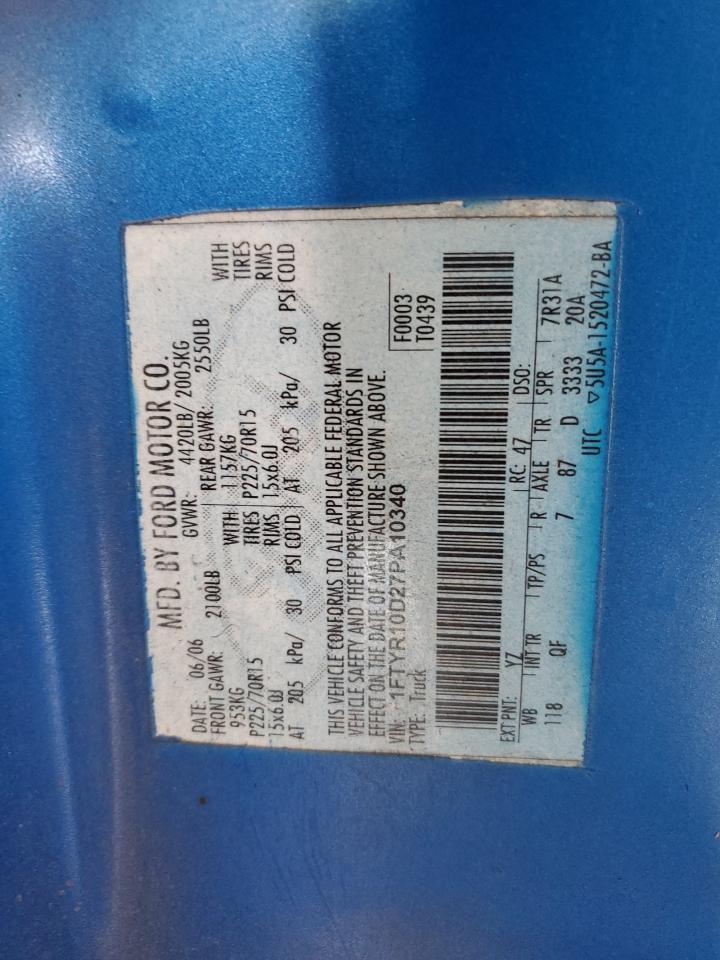 MFD. BY FORD MOTOR CO.
DATE: 06/06 GVWR: 4420LB/ 2005KG
FRONT GAWR: 2100LB REAR GAWR: 2550LB
953KG WITH 1157KG WITH
P225/70R15 TIRES P225/70R15 TIRES
15x6.0J RIMS 15x6.0J RIMS
AT 205 kPa/ 30 PSI COLD AT 205 kPa/ 30 PSI COLD
THIS VEHICLE CONFORMS TO ALL APPLICABLE FEDERAL MOTOR
VEHICLE SAFETY AND THEFT PREVENTION STANDARDS IN
EFFECT ON THE DATE OF MANUFACTURE SHOWN ABOVE.
VIN: 1FTYR10D27PA10340 F0003
TYPE: Truck T0439
EXT PNT: YZ RC: 47 DSO:
WB INT TR TP/PS R AXLE TR SPR 7R31A
118 QF 7 87 D 3333 20A
UTC ▽5U5A-1520472-BA